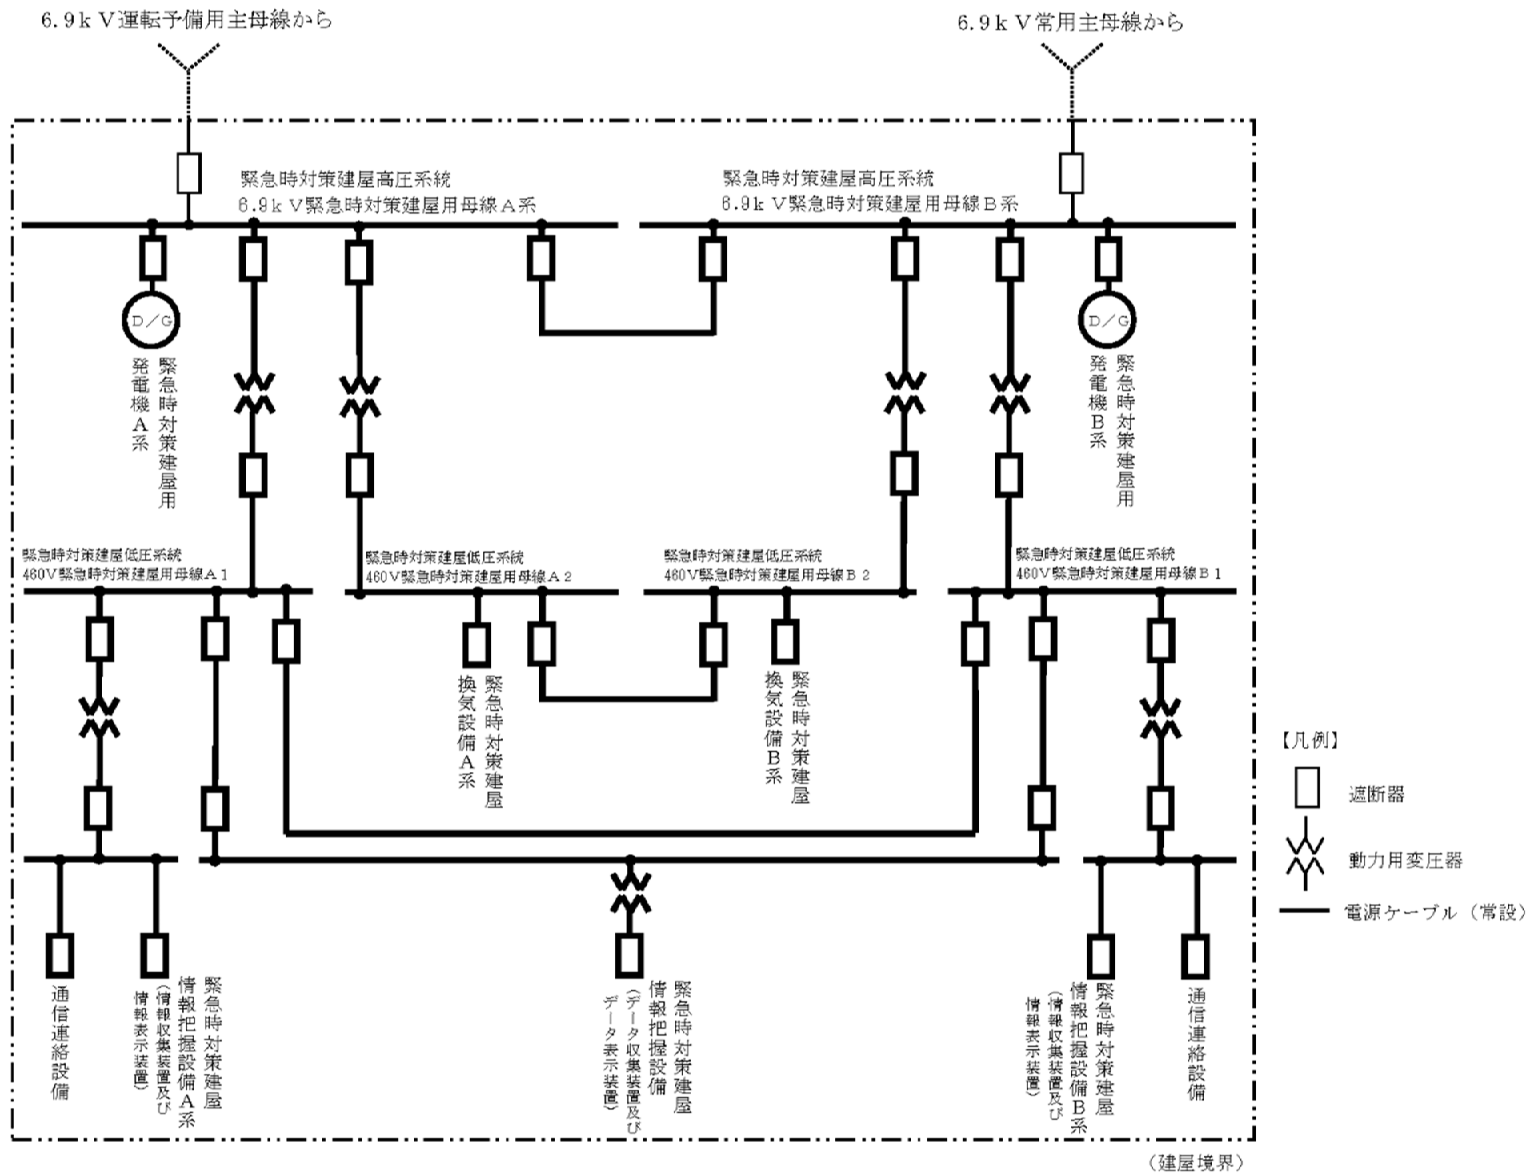 6.9ｋＶ運転予備用主母線から
6.9ｋＶ常用主母線から
緊急時対策建屋高圧系統
6.9ｋＶ緊急時対策建屋用母線Ａ系
緊急時対策建屋高圧系統
6.9ｋＶ緊急時対策建屋用母線Ｂ系
Ｄ／Ｇ
緊急時対策建屋用
発電機Ａ系
Ｄ／Ｇ
緊急時対策建屋用
発電機Ｂ系
緊急時対策建屋低圧系統
460V緊急時対策建屋用母線Ａ１
緊急時対策建屋低圧系統
460V緊急時対策建屋用母線Ａ２
緊急時対策建屋低圧系統
460V緊急時対策建屋用母線Ｂ２
緊急時対策建屋低圧系統
460V緊急時対策建屋用母線Ｂ１
緊急時対策建屋
換気設備Ａ系
緊急時対策建屋
換気設備Ｂ系
【凡例】
遮断器
動力用変圧器
電源ケーブル（常設）
通信連絡設備
緊急時対策建屋
情報把握設備Ａ系
（情報収集装置及び
情報表示装置）
緊急時対策建屋
情報把握設備
（データ収集装置及び
データ表示装置）
緊急時対策建屋
情報把握設備Ｂ系
（情報収集装置及び
情報表示装置）
通信連絡設備
（建屋境界）